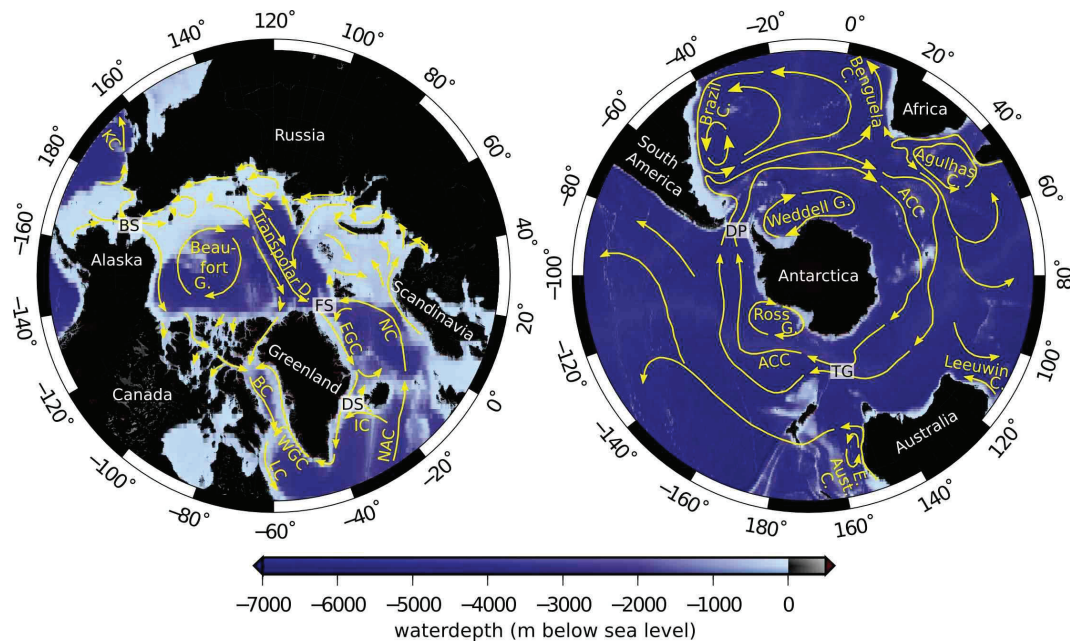 120°
140°
100°
160°
80°
180°
60°
−160°
40°
−140°
20°
−120°
0°
−100°
−20°
−80°
−40°
−60°
Russia
KC
BS
Alaska
Beau-
fort
G.
Transpolar D.
FS
Scandinavia
NC
EGC
Greenland
Canada
BC
DS
IC
WGC
NAC
LC
0°
−20°
20°
−40°
40°
−60°
60°
−80°
80°
−100°
100°
−120°
120°
−140°
140°
−160°
160°
180°
Brazil
C.
Benguela
C.
Africa
South
America
Agulhas
C.
ACC
Weddell G.
DP
Antarctica
Ross
G.
ACC
TG
Leeuwin
C.
Australia
E.
Aust.
C.
−7000
−6000
−5000
−4000
−3000
−2000
−1000
0
waterdepth (m below sea level)